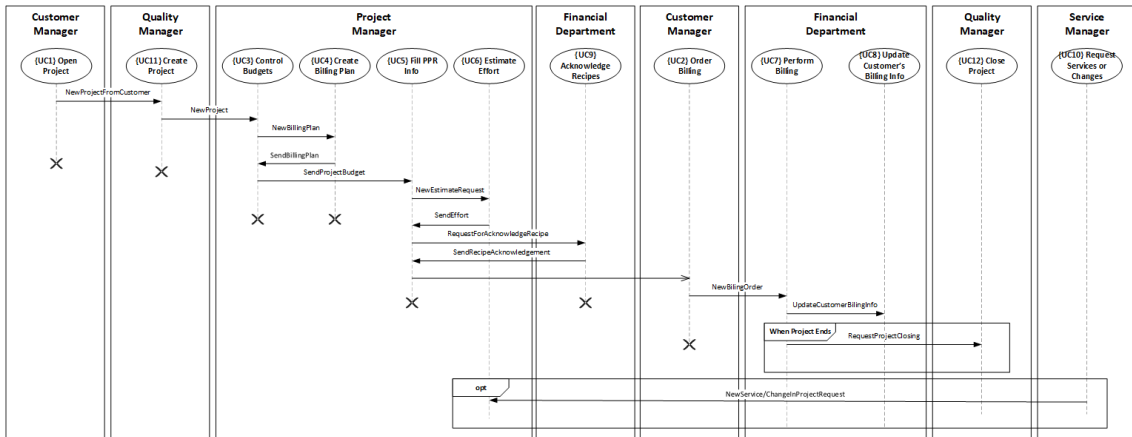 Customer
Manager
Quality
Manager
Project
Manager
Financial
Department
Customer
Manager
Financial
Department
Quality
Manager
Service
Manager
{UC1} Open
Project
{UC11} Create
Project
{UC3} Control
Budgets
{UC4} Create
Billing Plan
{UC5} Fill PPR
Info
{UC6} Estimate
Effort
{UC9}
Acknowledge
Recipes
{UC2} Order
Billing
{UC7} Perform
Billing
{UC8} Update
Customer's
Billing Info
{UC12} Close
Project
{UC10} Request
Services or
Changes
NewProjectFromCustomer
NewProject
NewBillingPlan
SendBillingPlan
SendProjectBudget
NewEstimateRequest
SendEffort
RequestForAcknowledgeRecipe
SendRecipeAcknowledgement
NewBilingOrder
UpdateCustomerBilingInfo
When Project Ends
RequestProjectClosing
opt
NewService/ChangeInProjectRequest